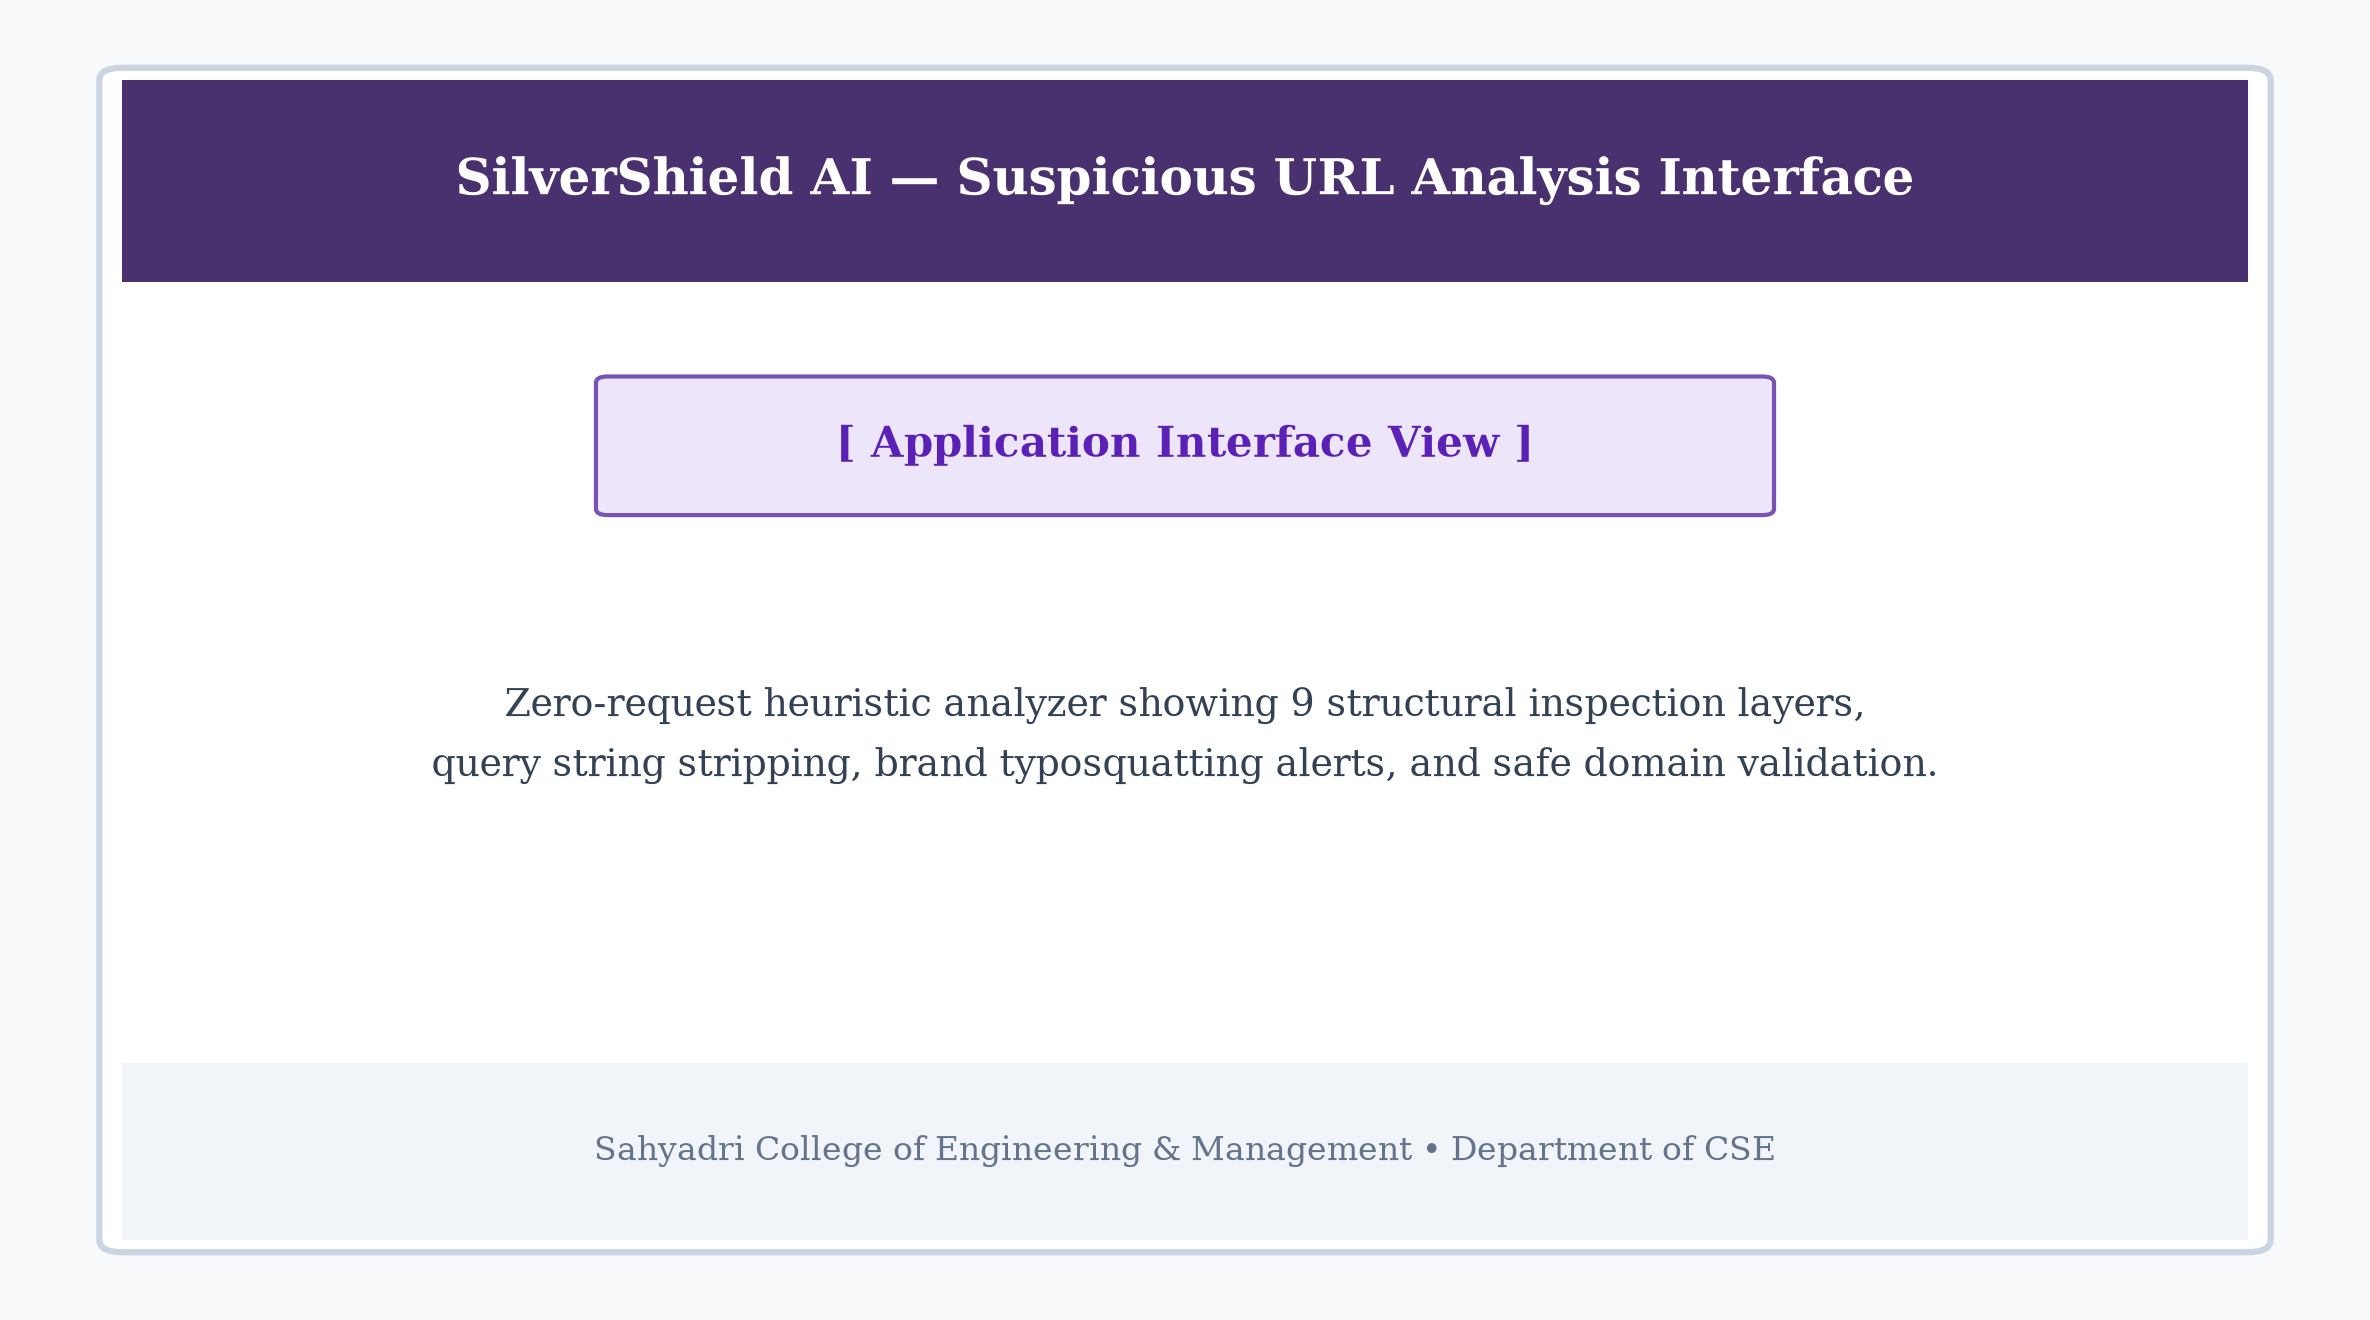 SilverShield AI — Suspicious URL Analysis Interface
[ Application Interface View ]
Zero-request heuristic analyzer showing 9 structural inspection layers,
query string stripping, brand typosquatting alerts, and safe domain validation.
Sahyadri College of Engineering & Management • Department of CSE